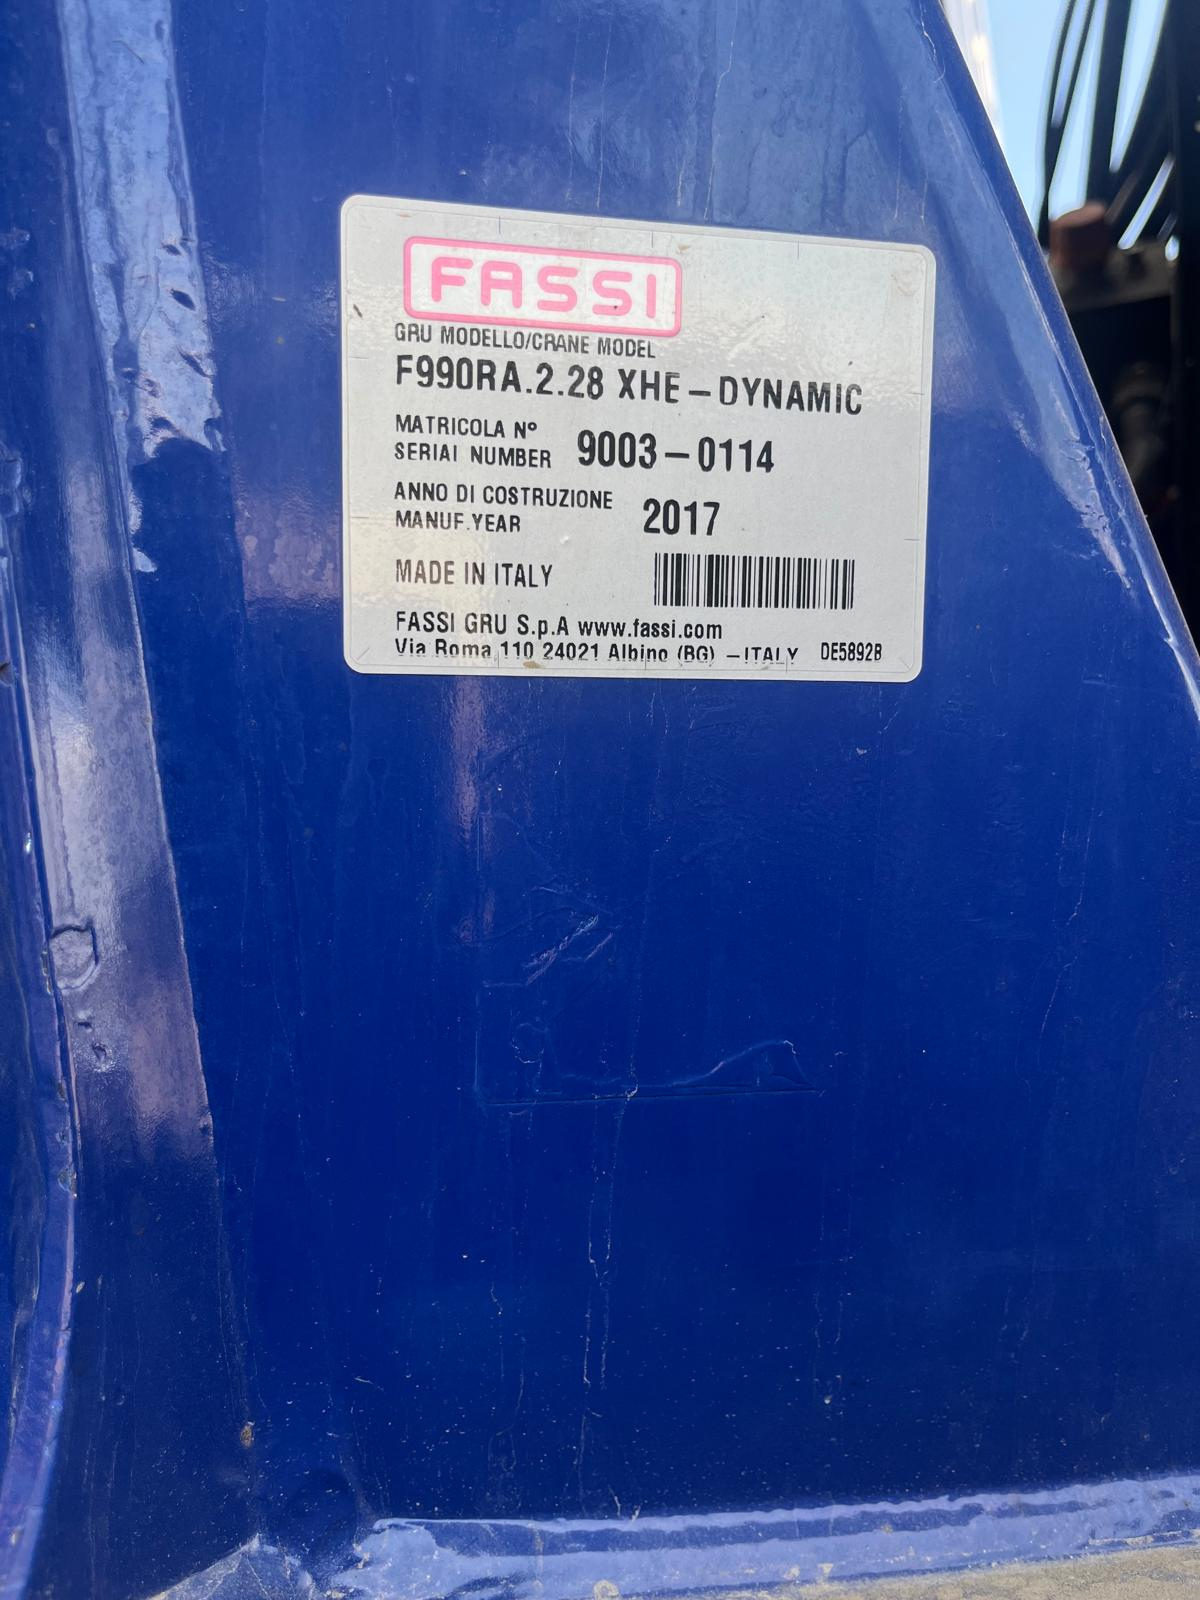 FASSI
GRU MODELLO/CRANE MODEL
F990RA.2.28 XHE-DYNAMIC
MATRICOLA Nº
SERIAL NUMBER 9003-0114
ANNO DI COSTRUZIONE
MANUF.YEAR 2017
MADE IN ITALY
FASSI GRU S.p.A www.fassi.com
Via Roma 110 24021 Albino (BG) -ITALY DE5892B